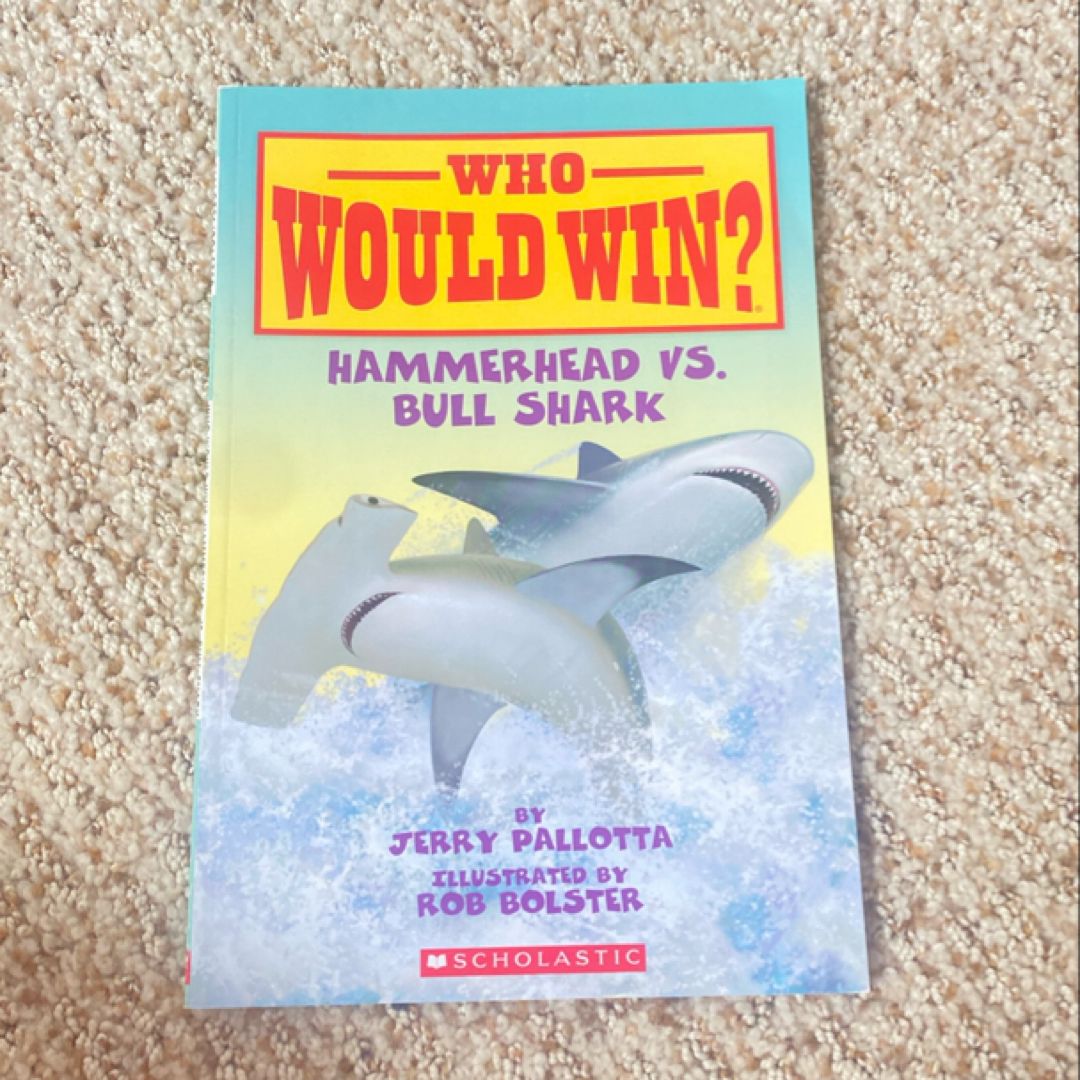 WHO
WOULD WIN?®
HAMMERHEAD VS.
BULL SHARK
BY
JERRY PALLOTTA
ILLUSTRATED BY
ROB BOLSTER
SCHOLASTIC